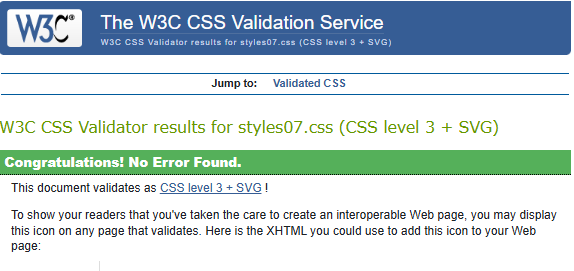 W3C® The W3C CSS Validation Service
W3C CSS Validator results for styles07.css (CSS level 3 + SVG)
Jump to: Validated CSS
W3C CSS Validator results for styles07.css (CSS level 3 + SVG)
Congratulations! No Error Found.
This document validates as CSS level 3 + SVG !
To show your readers that you've taken the care to create an interoperable Web page, you may display
this icon on any page that validates. Here is the XHTML you could use to add this icon to your Web
page: